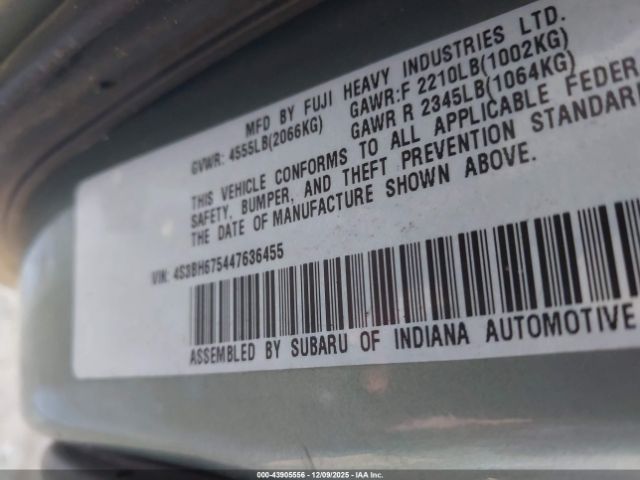 MFD BY FUJI HEAVY INDUSTRIES LTD.
GVWR: 4555LB(2066KG) GAWR:F 2210LB(1002KG)
GAWR R 2345LB(1064KG)
THIS VEHICLE CONFORMS TO ALL APPLICABLE FEDER
SAFETY, BUMPER, AND THEFT PREVENTION STANDARD
THE DATE OF MANUFACTURE SHOWN ABOVE.
VIN: 4S3BH675447636455
ASSEMBLED BY SUBARU OF INDIANA AUTOMOTIVE
000-43905556 - 12/09/2025 - IAA Inc.